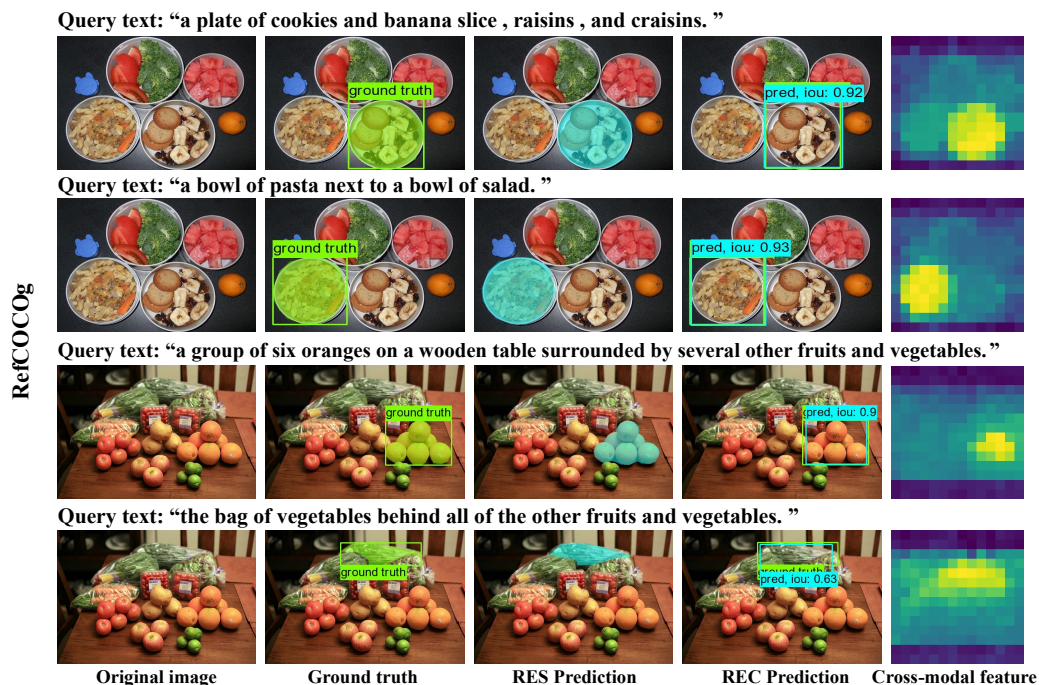 Query text: “a plate of cookies and banana slice , raisins , and craisins. ”
ground truth
pred, iou: 0.92
Query text: “a bowl of pasta next to a bowl of salad. ”
ground truth
pred, iou: 0.93
RefCOCOg
Query text: “a group of six oranges on a wooden table surrounded by several other fruits and vegetables.”
ground truth
pred, iou: 0.9
Query text: “the bag of vegetables behind all of the other fruits and vegetables. ”
ground truth
ground truth
pred, iou: 0.63
Original image Ground truth RES Prediction REC Prediction Cross-modal feature